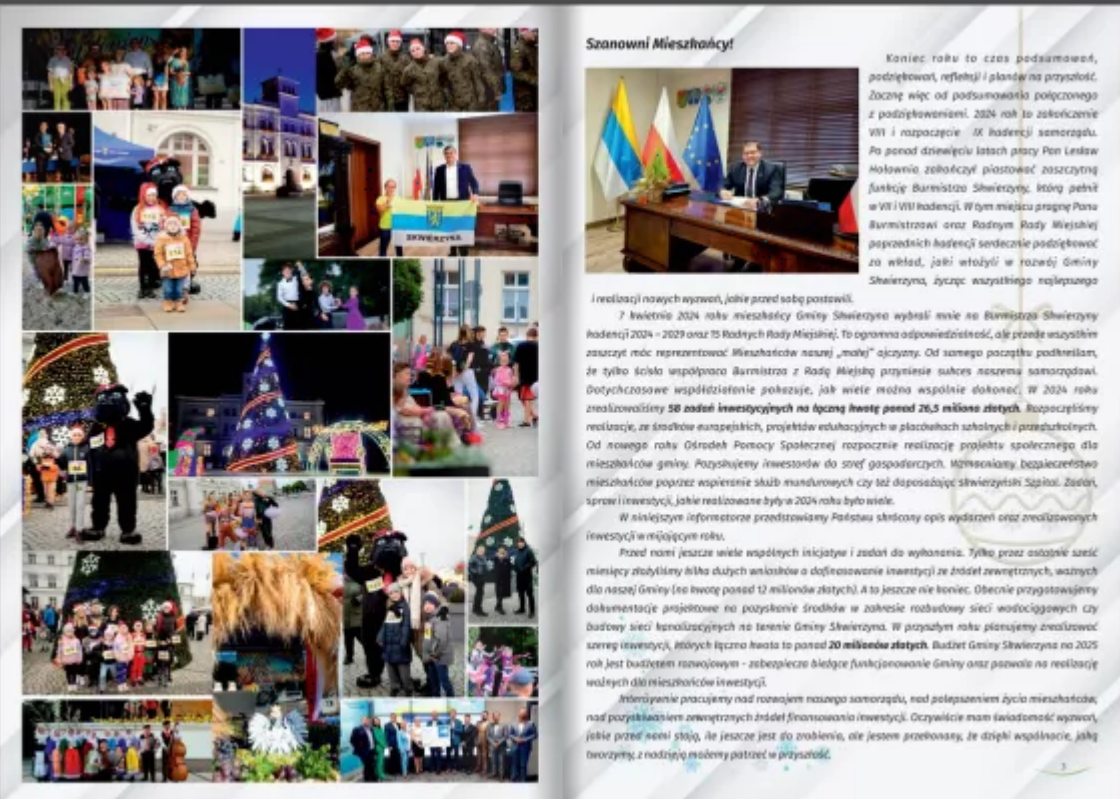 SKWIERZYNA
Szanowni Mieszkańcy!
Koniec roku to czas podsumowań,
podziękowań, refleksji i planów na przyszłość.
Zacznę więc od podsumowania połączonego
z podziękowaniami. 2024 rok to zakończenie
VIII i rozpoczęcie IX kadencji samorządu.
Po ponad dziewięciu latach pracy Pan Lesław
Hołownia zakończył piastować zaszczytną
funkcję Burmistrza Skwierzyny, którą pełnił
w VII i VIII kadencji. W tym miejscu pragnę Panu
Burmistrzowi oraz Radnym Rady Miejskiej
poprzednich kadencji serdecznie podziękować
za wkład, jaki włożyli w rozwój Gminy
Skwierzyna, życząc wszystkiego najlepszego
i realizacji nowych wyzwań, jakie przed sobą postawili.
7 kwietnia 2024 roku mieszkańcy Gminy Skwierzyna wybrali mnie na Burmistrza Skwierzyny
kadencji 2024 – 2029 oraz 15 Radnych Rady Miejskiej. To ogromna odpowiedzialność, ale przede wszystkim
zaszczyt móc reprezentować Mieszkańców naszej „małej” ojczyzny. Od samego początku podkreślam,
że tylko ścisła współpraca Burmistrza z Radą Miejską przyniesie sukces naszemu samorządowi.
Dotychczasowe współdziałanie pokazuje, jak wiele można wspólnie dokonać. W 2024 roku
zrealizowaliśmy 58 zadań inwestycyjnych na łączną kwotę ponad 26,5 miliona złotych. Rozpoczęliśmy
realizację, ze środków europejskich, projektów edukacyjnych w placówkach szkolnych i przedszkolnych.
Od nowego roku Ośrodek Pomocy Społecznej rozpocznie realizację projektu społecznego dla
mieszkańców gminy. Pozyskujemy inwestorów do stref gospodarczych. Wzmacniamy bezpieczeństwo
mieszkańców poprzez wspieranie służb mundurowych czy też doposażając skwierzyński Szpital. Zadań,
spraw i inwestycji, jakie realizowane były w 2024 roku było wiele.
W niniejszym informatorze przedstawiamy Państwu skrócony opis wydarzeń oraz zrealizowanych
inwestycji w mijającym roku.
Przed nami jeszcze wiele wspólnych inicjatyw i zadań do wykonania. Tylko przez ostatnie sześć
miesięcy złożyliśmy kilka dużych wniosków o dofinansowanie inwestycji ze źródeł zewnętrznych, ważnych
dla naszej Gminy (na kwotę ponad 12 milionów złotych). A to jeszcze nie koniec. Obecnie przygotowujemy
dokumentacje projektowe na pozyskanie środków w zakresie rozbudowy sieci wodociągowych czy
budowy sieci kanalizacyjnych na terenie Gminy Skwierzyna. W przyszłym roku planujemy zrealizować
szereg inwestycji, których łączna kwota to ponad 20 milionów złotych. Budżet Gminy Skwierzyna na 2025
rok jest budżetem rozwojowym - zabezpiecza bieżące funkcjonowanie Gminy oraz pozwala na realizację
ważnych dla mieszkańców inwestycji.
Intensywnie pracujemy nad rozwojem naszego samorządu, nad polepszeniem życia mieszkańców,
nad pozyskiwaniem zewnętrznych źródeł finansowania inwestycji. Oczywiście mam świadomość wyzwań,
jakie przed nami stoją, ile jeszcze jest do zrobienia, ale jestem przekonany, że dzięki wspólnocie, jaką
tworzymy, z nadzieją możemy patrzeć w przyszłość.
3